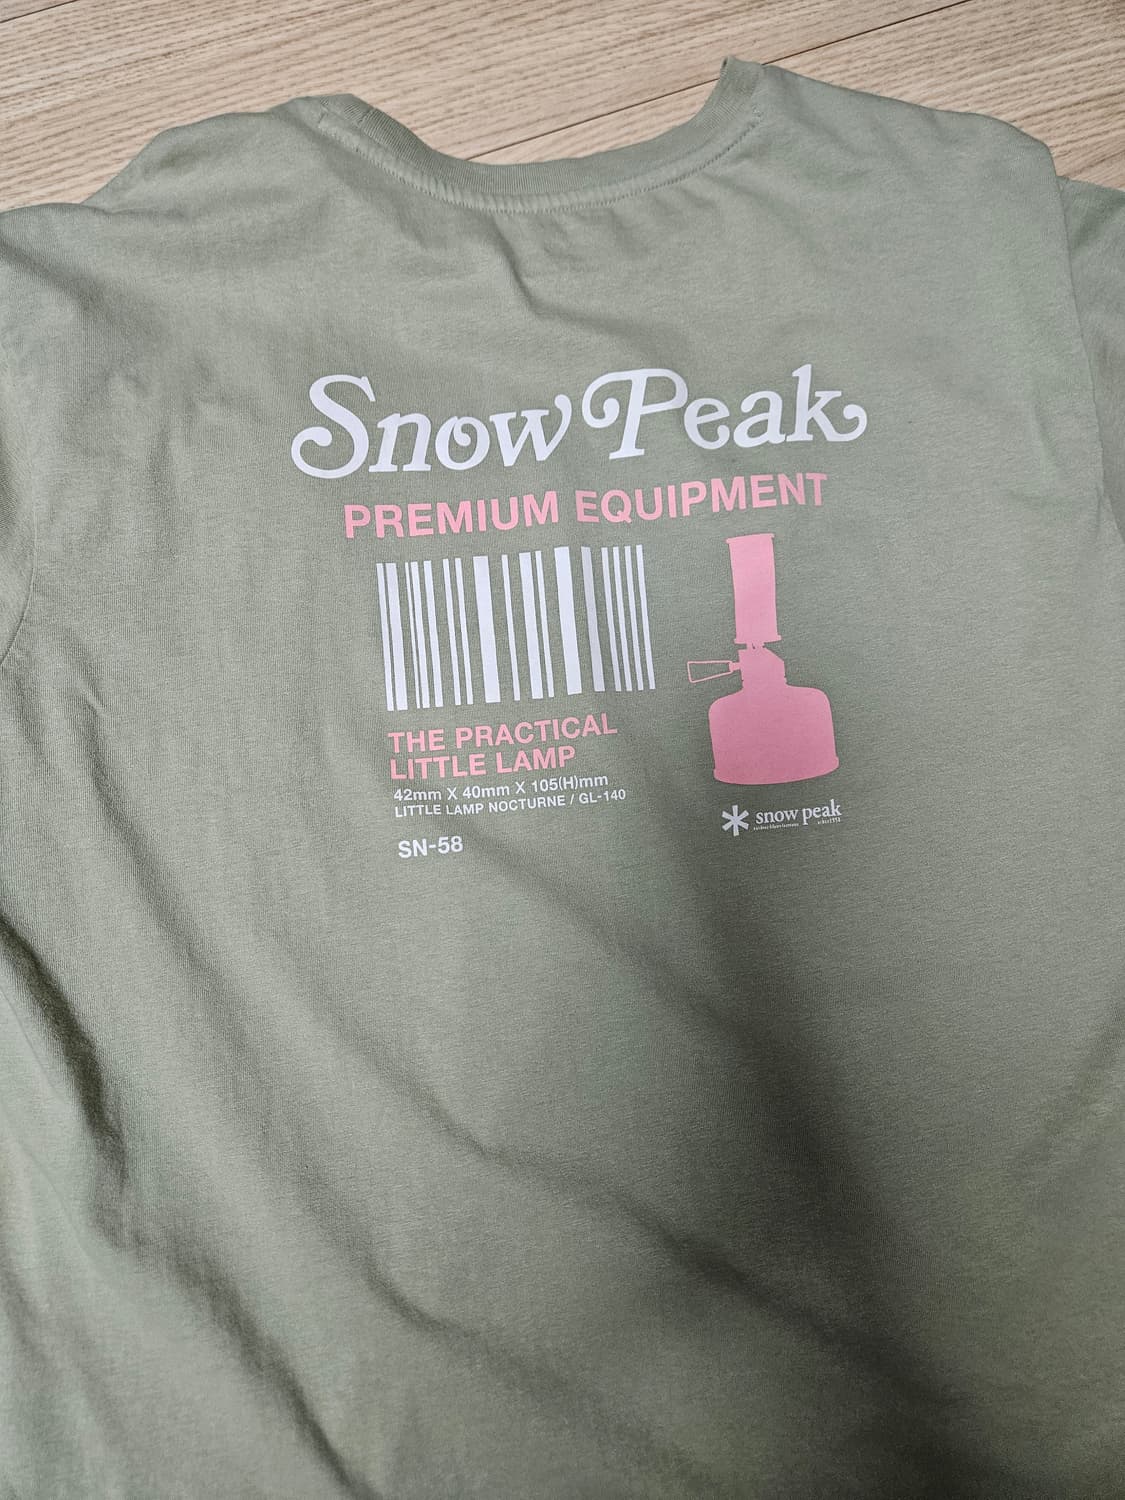 Snow Peak
PREMIUM EQUIPMENT
THE PRACTICAL
LITTLE LAMP
42mm X 40mm X 105(H)mm
LITTLE LAMP NOCTURNE / GL-140
SN-58
snow peak